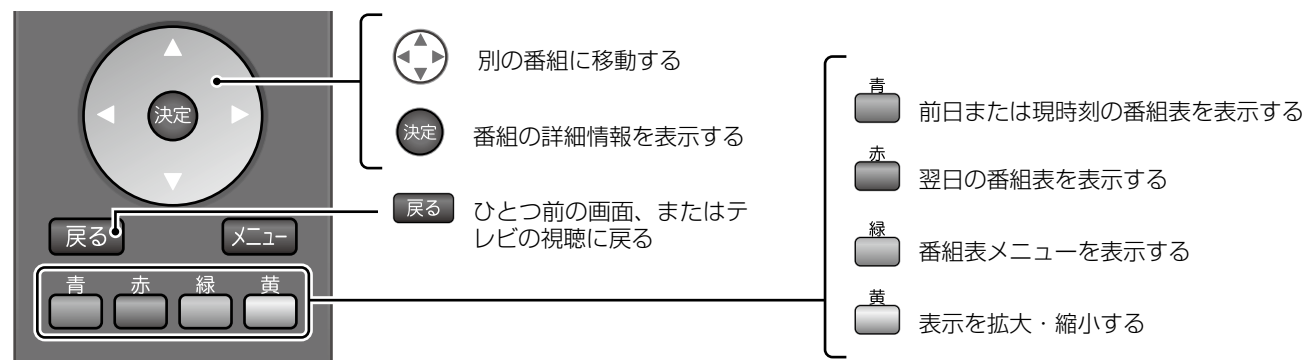 決定
戻る
メニュー
青 赤 緑 黄
別の番組に移動する
決定
番組の詳細情報を表示する
戻る
ひとつ前の画面、またはテ
レビの視聴に戻る
青
前日または現時刻の番組表を表示する
赤
翌日の番組表を表示する
緑
番組表メニューを表示する
黄
表示を拡大・縮小する